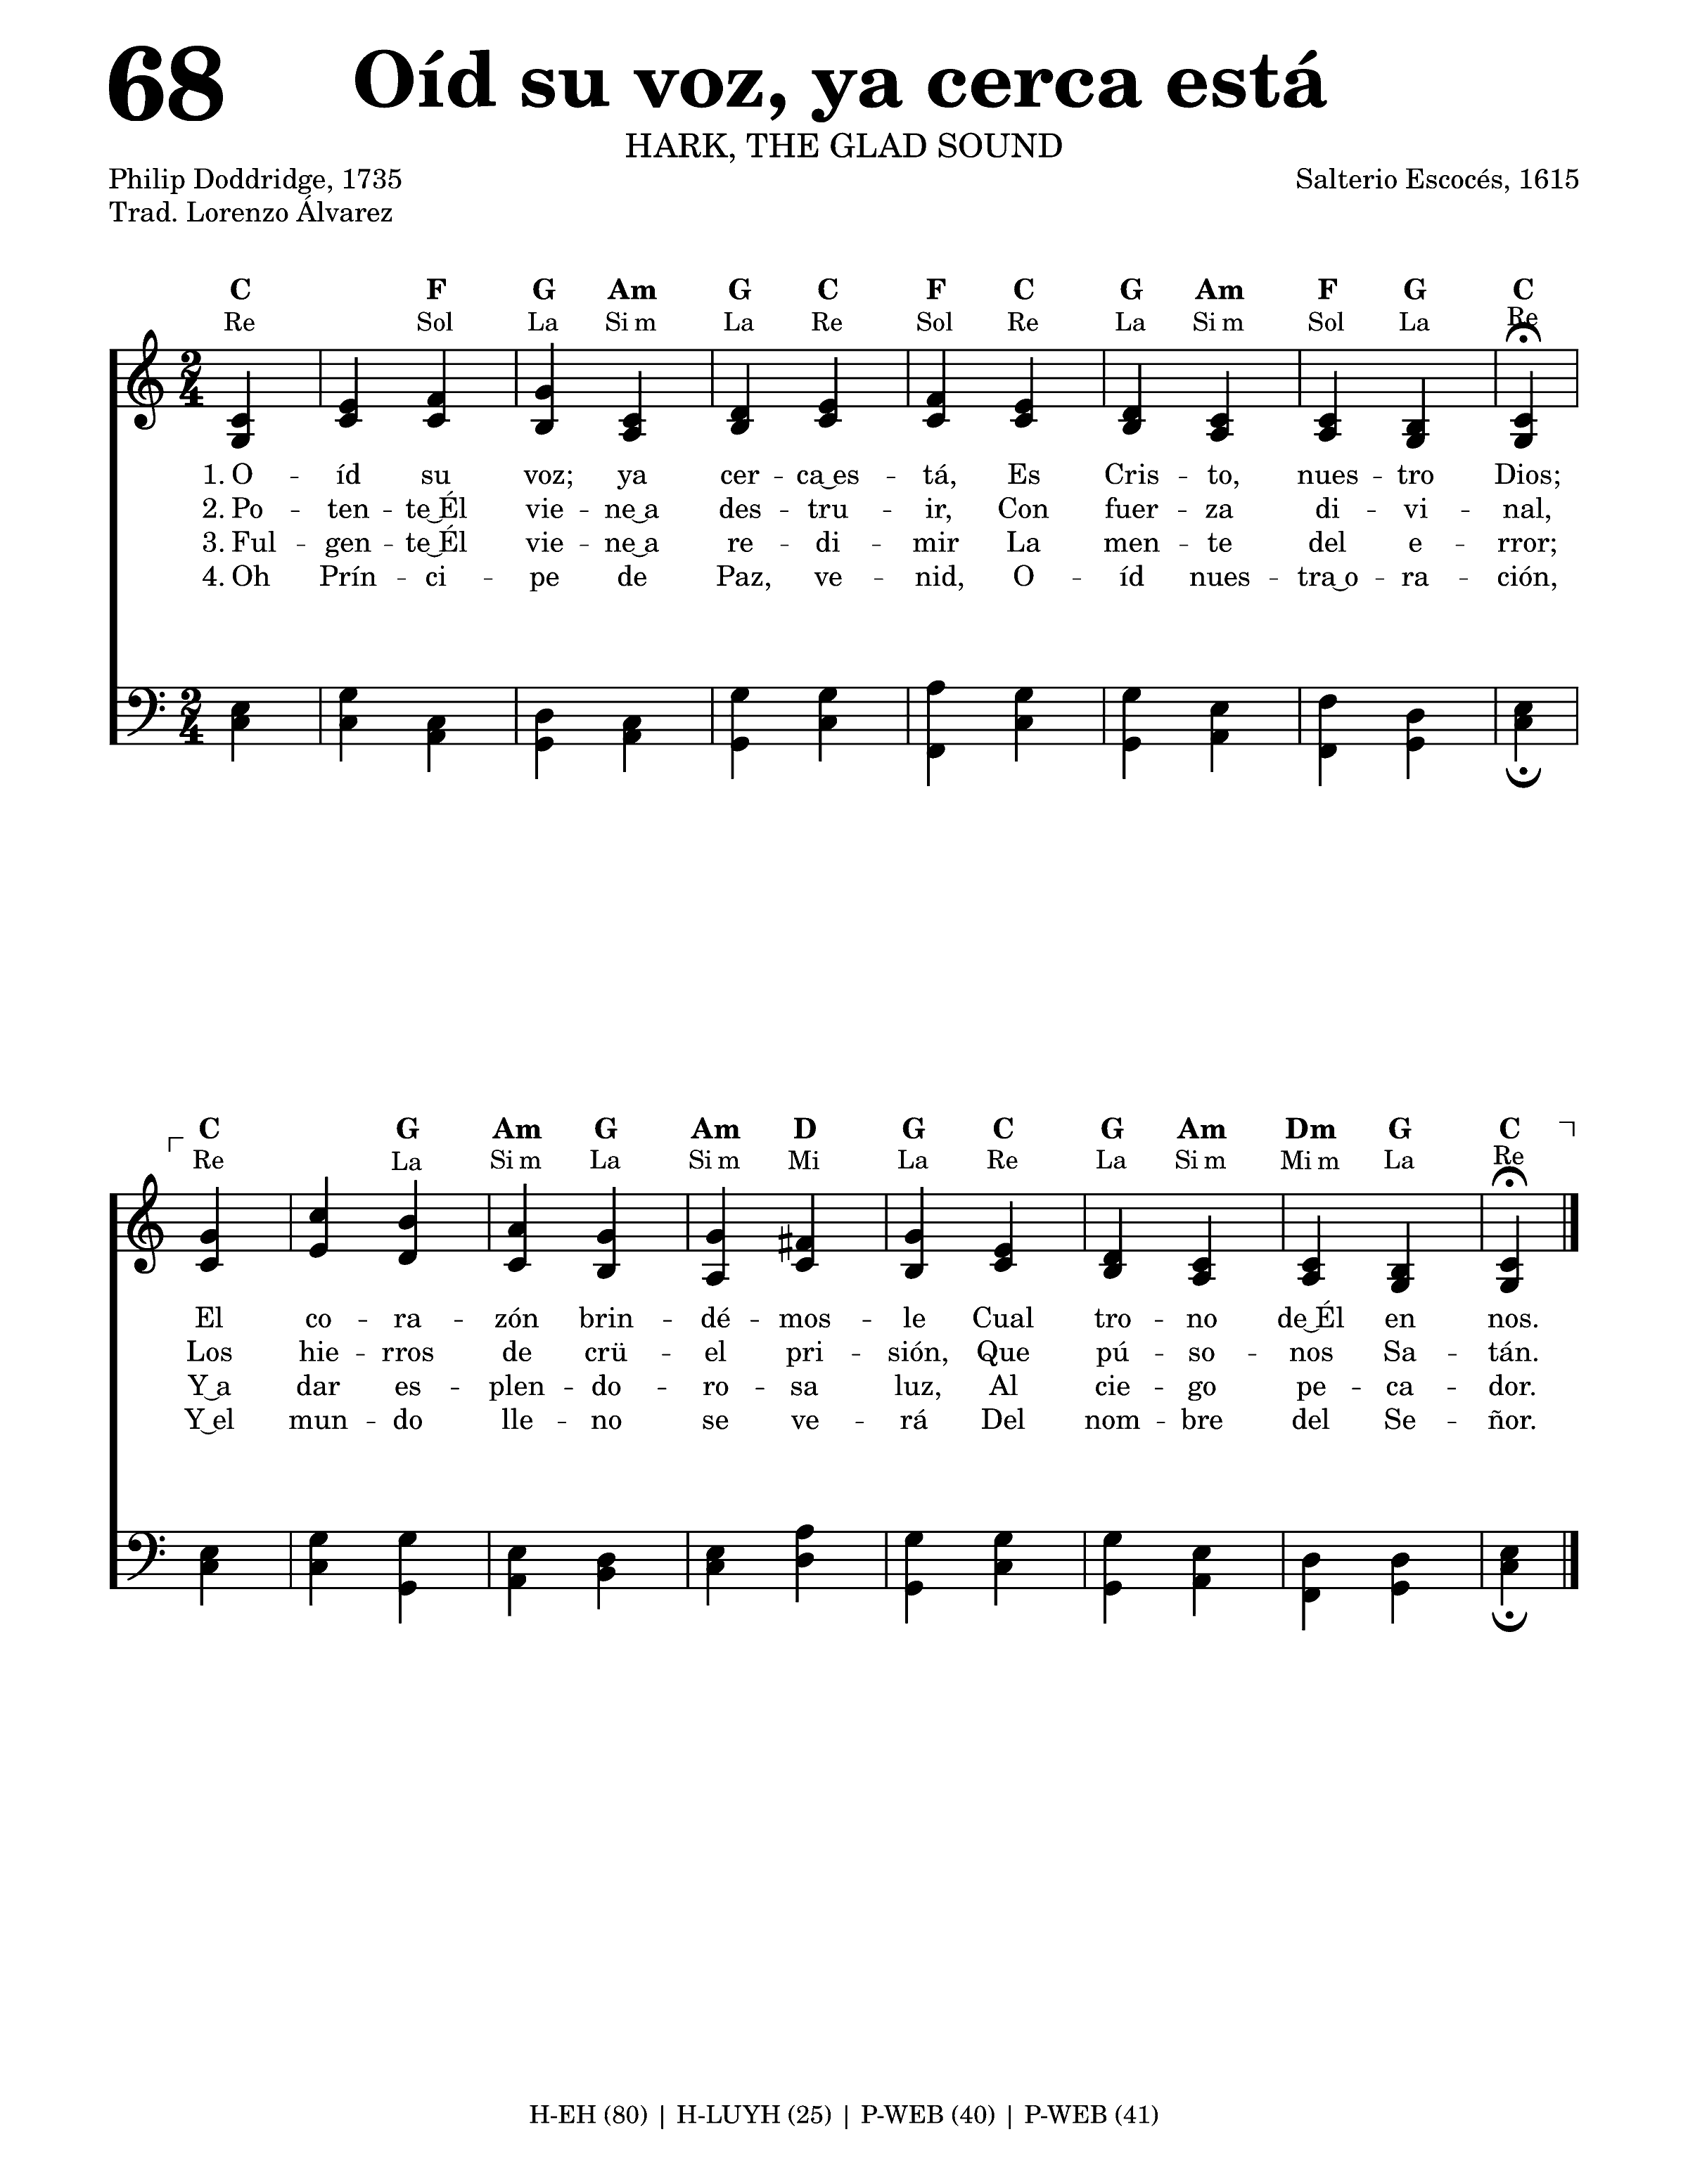 68 Oíd su voz, ya cerca está
HARK, THE GLAD SOUND
Philip Doddridge, 1735 Salterio Escocés, 1615
Trad. Lorenzo Álvarez
C F G Am G C F C G Am F G C
Re Sol La Si m La Re Sol Re La Si m Sol La Re
2 4
1. O – íd su voz; ya cer – ca‿es – tá, Es Cris – to, nues – tro Dios;
2. Po – ten – te‿Él vie – ne‿a des – tru – ir, Con fuer – za di – vi – nal,
3. Ful – gen – te‿Él vie – ne‿a re – di – mir La men – te del e – rror;
4. Oh Prín – ci – pe de Paz, ve – nid, O – íd nues – tra‿o – ra – ción,
2 4
C G Am G Am D G C G Am Dm G C
Re La Si m La Si m Mi La Re La Si m Mi m La Re
El co – ra – zón brin – dé – mos – le Cual tro – no de‿Él en nos.
Los hie – rros de crü – el pri – sión, Que pú – so – nos Sa – tán.
Y‿a dar es – plen – do – ro – sa luz, Al cie – go pe – ca – dor.
Y‿el mun – do lle – no se ve – rá Del nom – bre del Se – ñor.
H-EH (80) | H-LUYH (25) | P-WEB (40) | P-WEB (41)